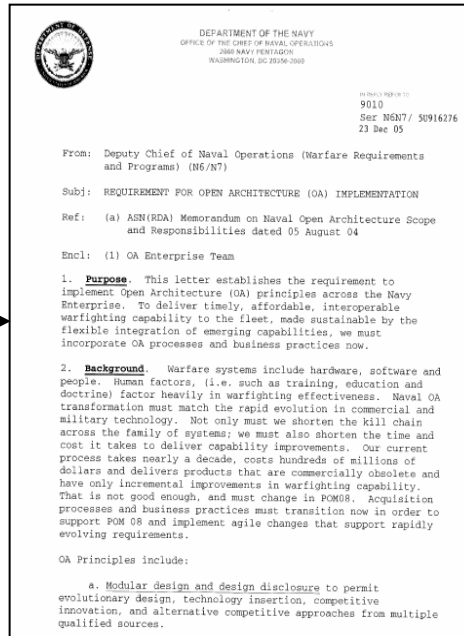 DEPARTMENT OF THE NAVY
OFFICE OF THE CHIEF OF NAVAL OPERATIONS
2000 NAVY PENTAGON
WASHINGTON, DC 20350-2000
IN REPLY REFER TO
9010
Ser N6N7/ 5U916276
23 Dec 05
From: Deputy Chief of Naval Operations (Warfare Requirements
and Programs) (N6/N7)
Subj: REQUIREMENT FOR OPEN ARCHITECTURE (OA) IMPLEMENTATION
Ref: (a) ASN(RDA) Memorandum on Naval Open Architecture Scope
and Responsibilities dated 05 August 04
Encl: (1) OA Enterprise Team
1. Purpose. This letter establishes the requirement to
implement Open Architecture (OA) principles across the Navy
Enterprise. To deliver timely, affordable, interoperable
warfighting capability to the fleet, made sustainable by the
flexible integration of emerging capabilities, we must
incorporate OA processes and business practices now.
2. Background. Warfare systems include hardware, software and
people. Human factors, (i.e. such as training, education and
doctrine) factor heavily in warfighting effectiveness. Naval OA
transformation must match the rapid evolution in commercial and
military technology. Not only must we shorten the kill chain
across the family of systems; we must also shorten the time and
cost it takes to deliver capability improvements. Our current
process takes nearly a decade, costs hundreds of millions of
dollars and delivers products that are commercially obsolete and
have only incremental improvements in warfighting capability.
That is not good enough, and must change in POM08. Acquisition
processes and business practices must transition now in order to
support POM 08 and implement agile changes that support rapidly
evolving requirements.
OA Principles include:
a. Modular design and design disclosure to permit
evolutionary design, technology insertion, competitive
innovation, and alternative competitive approaches from multiple
qualified sources.